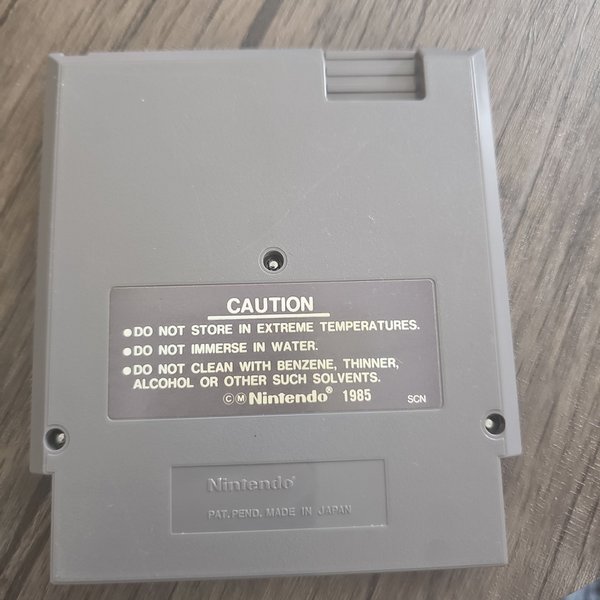 CAUTION
●DO NOT STORE IN EXTREME TEMPERATURES.
●DO NOT IMMERSE IN WATER.
●DO NOT CLEAN WITH BENZENE, THINNER,
ALCOHOL OR OTHER SUCH SOLVENTS.
©Ⓜ Nintendo® 1985 SCN
Nintendo®
PAT. PEND. MADE IN JAPAN